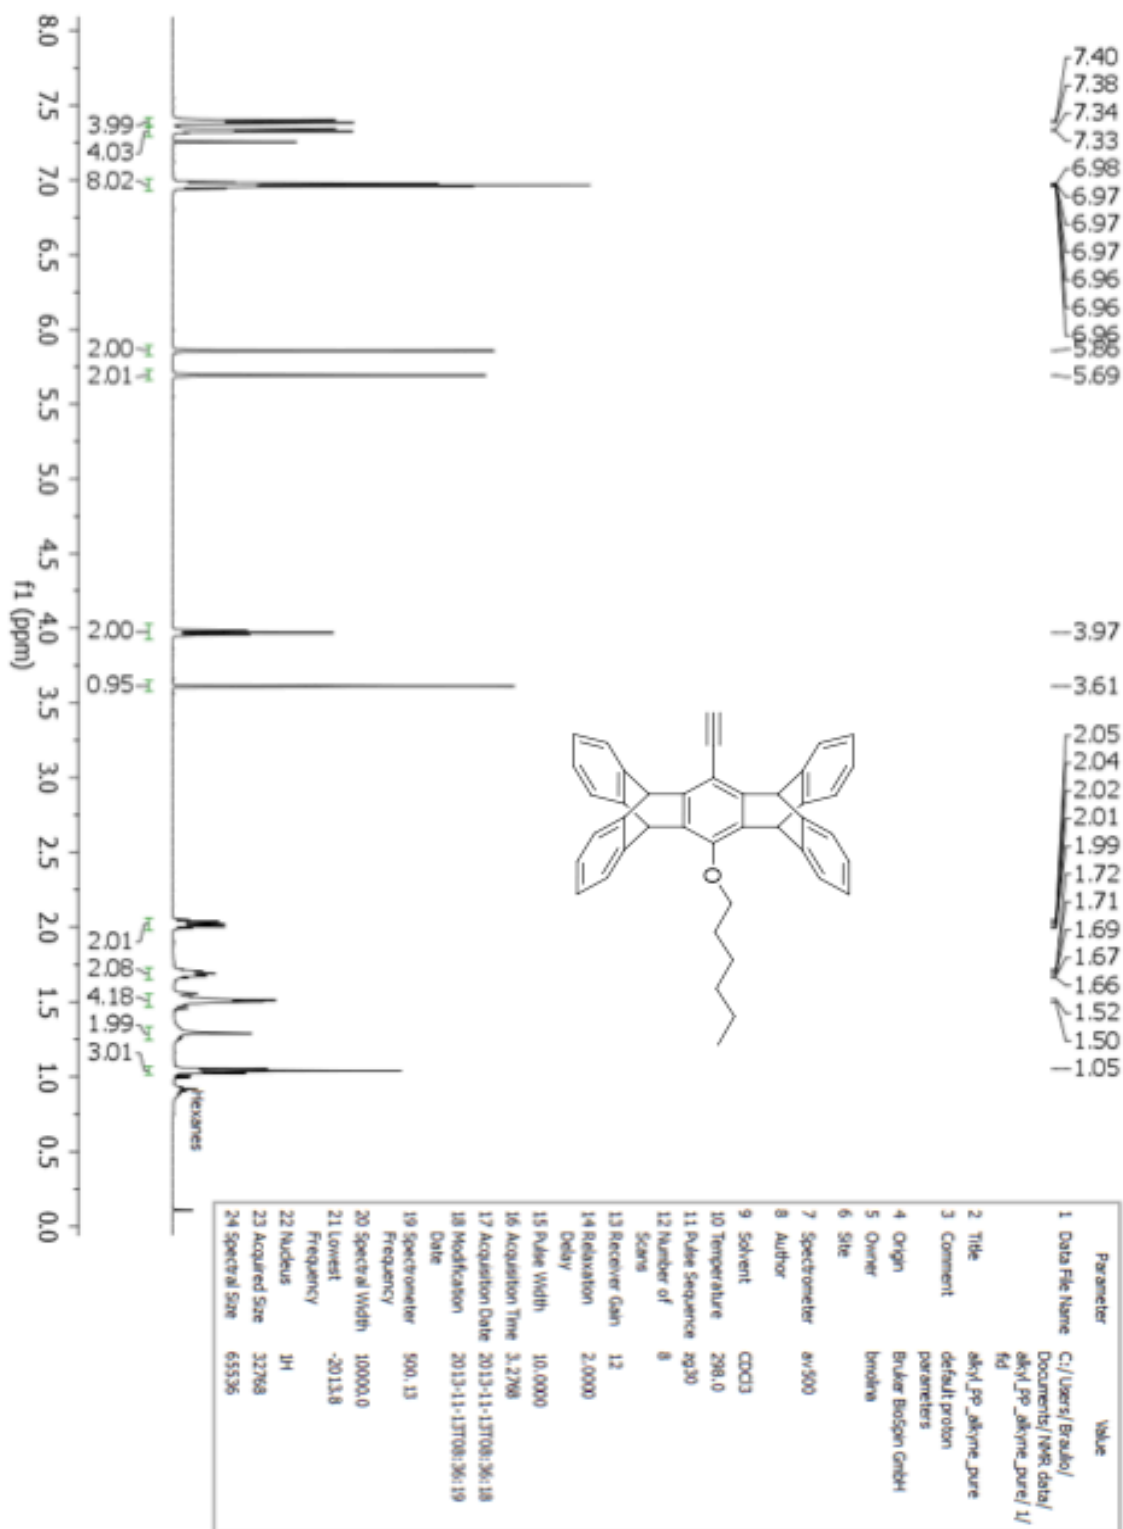 7.40
7.38
7.34
7.33
6.98
6.97
6.97
6.97
6.96
6.96
6.96
5.86
5.69
3.97
3.61
2.05
2.04
2.02
2.01
1.99
1.72
1.71
1.69
1.67
1.66
1.52
1.50
1.05
O
Hexanes
3.99
4.03
8.02
2.00
2.01
2.00
0.95
2.01
2.08
4.18
1.99
3.01
8.0 7.5 7.0 6.5 6.0 5.5 5.0 4.5 4.0 3.5 3.0 2.5 2.0 1.5 1.0 0.5 0.0
f1 (ppm)
Parameter Value
1 Data File Name C:/ Users/ Braulio/
Documents/ NMR data/
alkyl_PP_alkyne_pure/ 1/
fid
2 Title alkyl_PP_alkyne_pure
3 Comment default proton
parameters
4 Origin Bruker BioSpin GmbH
5 Owner bmolina
6 Site
7 Spectrometer av500
8 Author
9 Solvent CDCl3
10 Temperature 298.0
11 Pulse Sequence zg30
12 Number of 8
Scans
13 Receiver Gain 12
14 Relaxation 2.0000
Delay
15 Pulse Width 10.0000
16 Acquisition Time 3.2768
17 Acquisition Date 2013-11-13T08:36:18
18 Modification 2013-11-13T08:36:19
Date
19 Spectrometer 500.13
Frequency
20 Spectral Width 10000.0
21 Lowest -2013.8
Frequency
22 Nucleus 1H
23 Acquired Size 32768
24 Spectral Size 65536